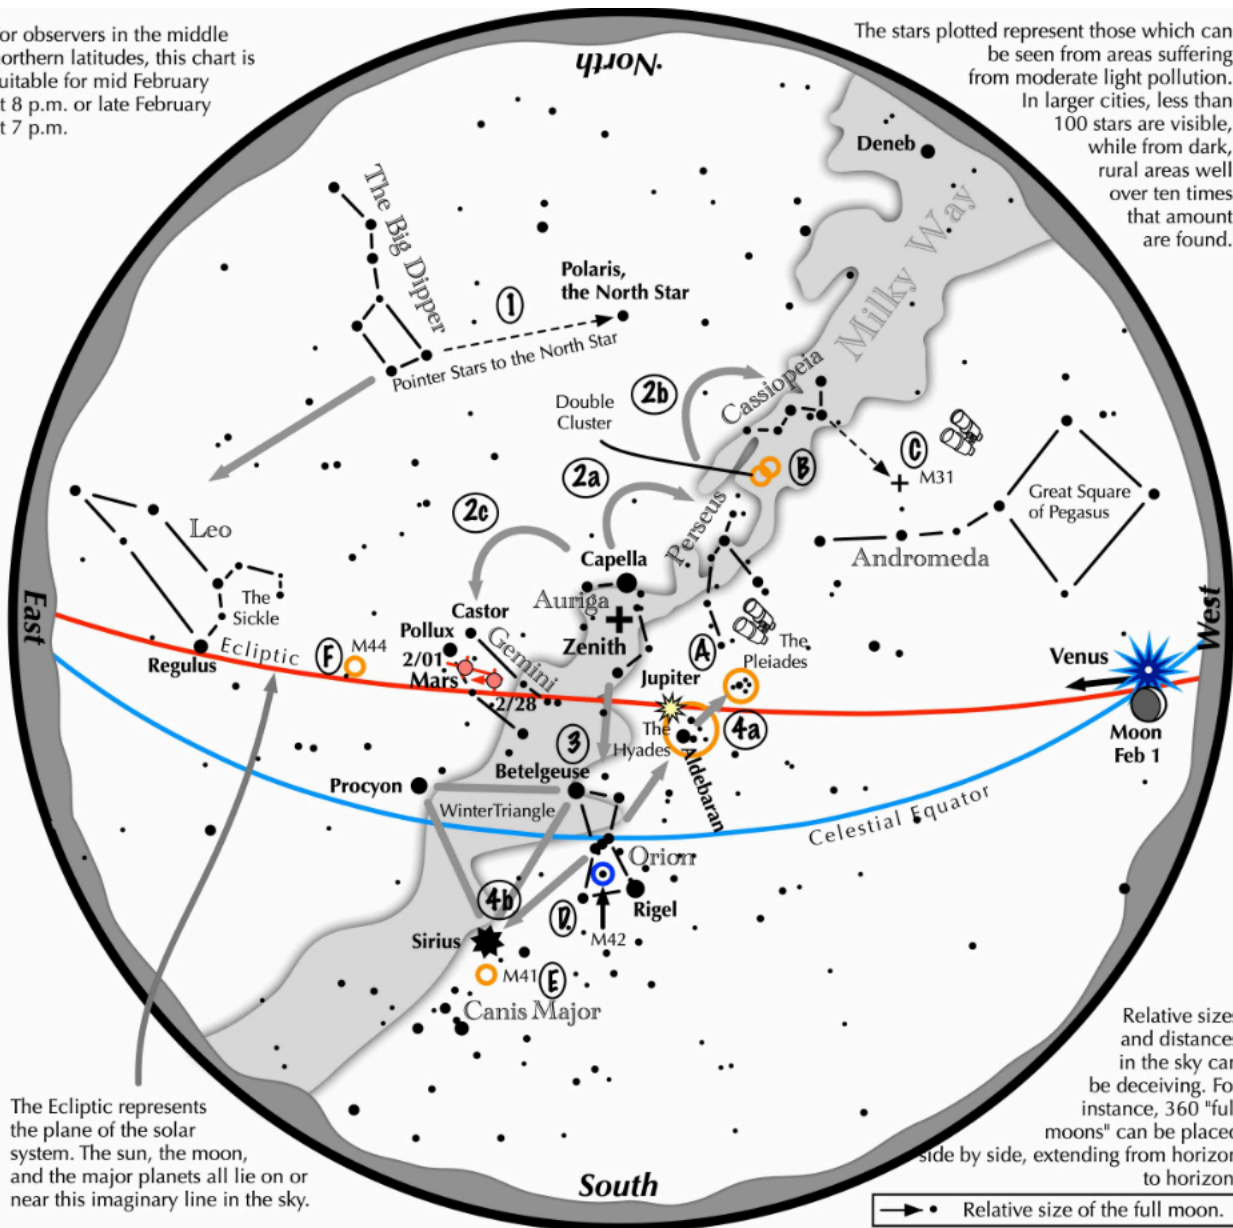 or observers in the middle
orthern latitudes, this chart is
uitable for mid February
t 8 p.m. or late February
t 7 p.m.
The stars plotted represent those which can
be seen from areas suffering
from moderate light pollution.
In larger cities, less than
100 stars are visible,
while from dark,
rural areas well
over ten times
that amount
are found.
North
Deneb
Milky Way
The Big Dipper
Polaris,
the North Star
1
Pointer Stars to the North Star
Cassiopeia
2b
Double
Cluster
B
C
M31
2a
2c
Great Square
of Pegasus
Leo
Perseus
Andromeda
Capella
The
Sickle
Auriga
Castor
East
West
Zenith
Pollux
Gemini
A
The
Pleiades
Regulus
Ecliptic
F
M44
2/01
Mars
2/28
Jupiter
Venus
Moon
Feb 1
3
The
Hyades
4a
Aldebaran
Betelgeuse
Procyon
WinterTriangle
Celestial Equator
Orion
4b
D.
Rigel
Sirius
M42
M41
E
Canis Major
The Ecliptic represents
the plane of the solar
system. The sun, the moon,
and the major planets all lie on or
near this imaginary line in the sky.
South
Relative sizes
and distances
in the sky can
be deceiving. Fo
instance, 360 "ful
moons" can be placed
side by side, extending from horizon
to horizon
Relative size of the full moon.